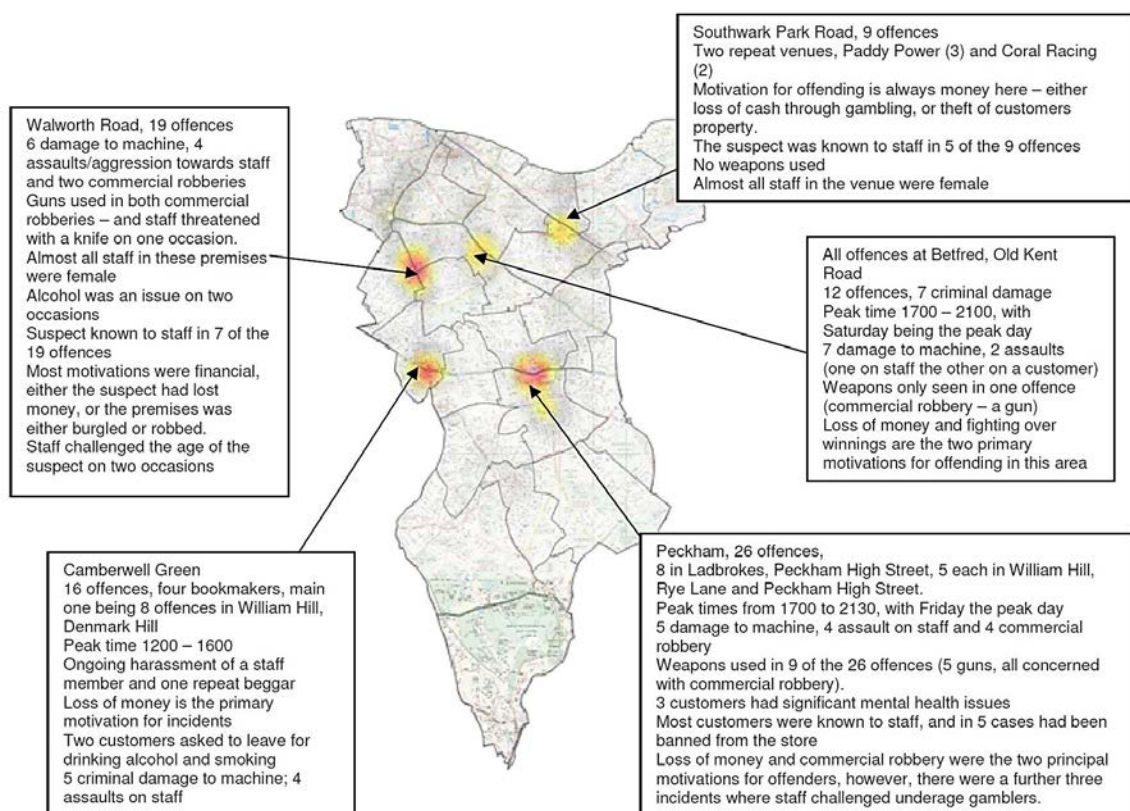 Southwark Park Road, 9 offences
Two repeat venues, Paddy Power (3) and Coral Racing
(2)
Motivation for offending is always money here – either
loss of cash through gambling, or theft of customers
property.
The suspect was known to staff in 5 of the 9 offences
No weapons used
Almost all staff in the venue were female
Walworth Road, 19 offences
6 damage to machine, 4
assaults/aggression towards staff
and two commercial robberies
Guns used in both commercial
robberies – and staff threatened
with a knife on one occasion.
Almost all staff in these premises
were female
Alcohol was an issue on two
occasions
Suspect known to staff in 7 of the
19 offences
Most motivations were financial,
either the suspect had lost
money, or the premises was
either burgled or robbed.
Staff challenged the age of the
suspect on two occasions
All offences at Betfred, Old Kent
Road
12 offences, 7 criminal damage
Peak time 1700 – 2100, with
Saturday being the peak day
7 damage to machine, 2 assaults
(one on staff the other on a customer)
Weapons only seen in one offence
(commercial robbery – a gun)
Loss of money and fighting over
winnings are the two primary
motivations for offending in this area
Camberwell Green
16 offences, four bookmakers, main
one being 8 offences in William Hill,
Denmark Hill
Peak time 1200 – 1600
Ongoing harassment of a staff
member and one repeat beggar
Loss of money is the primary
motivation for incidents
Two customers asked to leave for
drinking alcohol and smoking
5 criminal damage to machine; 4
assaults on staff
Peckham, 26 offences,
8 in Ladbrokes, Peckham High Street, 5 each in William Hill,
Rye Lane and Peckham High Street.
Peak times from 1700 to 2130, with Friday the peak day
5 damage to machine, 4 assault on staff and 4 commercial
robbery
Weapons used in 9 of the 26 offences (5 guns, all concerned
with commercial robbery).
3 customers had significant mental health issues
Most customers were known to staff, and in 5 cases had been
banned from the store
Loss of money and commercial robbery were the two principal
motivations for offenders, however, there were a further three
incidents where staff challenged underage gamblers.